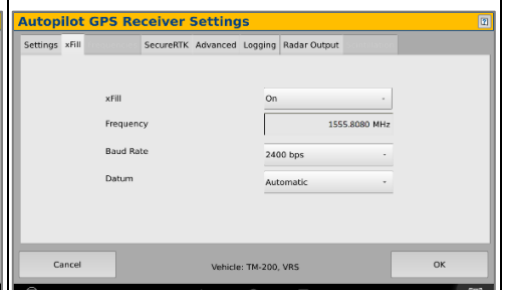 Autopilot GPS Receiver Settings
Settings xFill SecureRTK Advanced Logging Radar Output
xFill On
Frequency 1555.8080 MHz
Baud Rate 2400 bps
Datum Automatic
Cancel Vehicle: TM-200, VRS OK